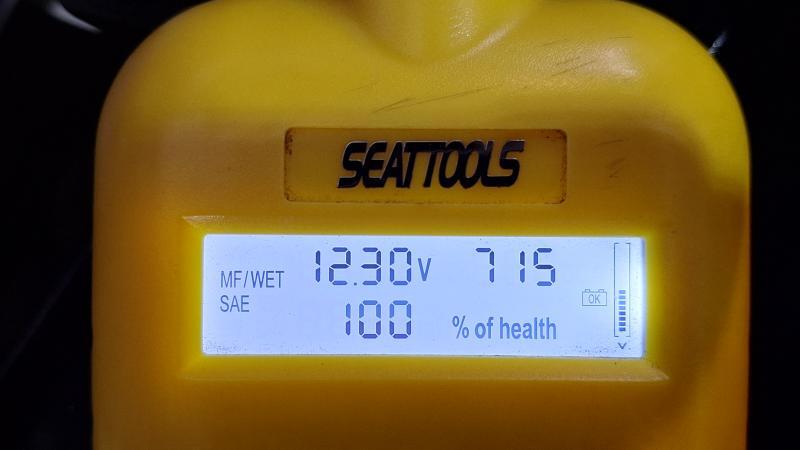 SEATTOOLS
MF/WET 12.30V 715
SAE
OK
100 % of health